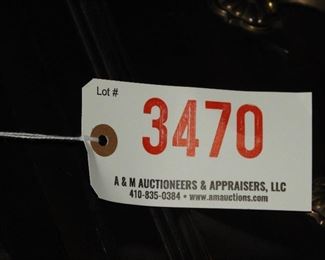 Lot #
3470
A & M AUCTIONEERS & APPRAISERS, LLC
410-835-0384 • www.amauctions.com